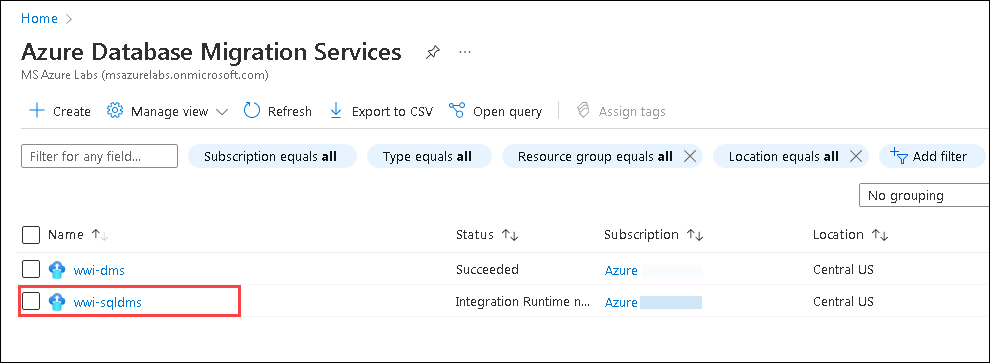 Home >
Azure Database Migration Services ...
MS Azure Labs (msazurelabs.onmicrosoft.com)
+ Create Manage view Refresh Export to CSV Open query Assign tags
Filter for any field... Subscription equals all Type equals all Resource group equals all Location equals all Add filter
No grouping
Name Status Subscription Location
wwi-dms Succeeded Azure Central US
wwi-sqldms Integration Runtime n... Azure Central US